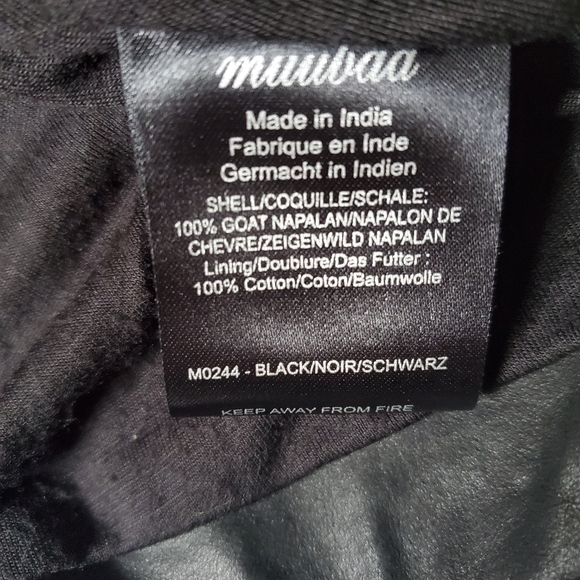 muubaa
Made in India
Fabrique en Inde
Germacht in Indien
SHELL/COQUILLE/SCHALE:
100% GOAT NAPALAN/NAPALON DE
CHEVRE/ZEIGENWILD NAPALAN
Lining/Doublure/Das Futter :
100% Cotton/Coton/Baumwolle
M0244 - BLACK/NOIR/SCHWARZ
KEEP AWAY FROM FIRE